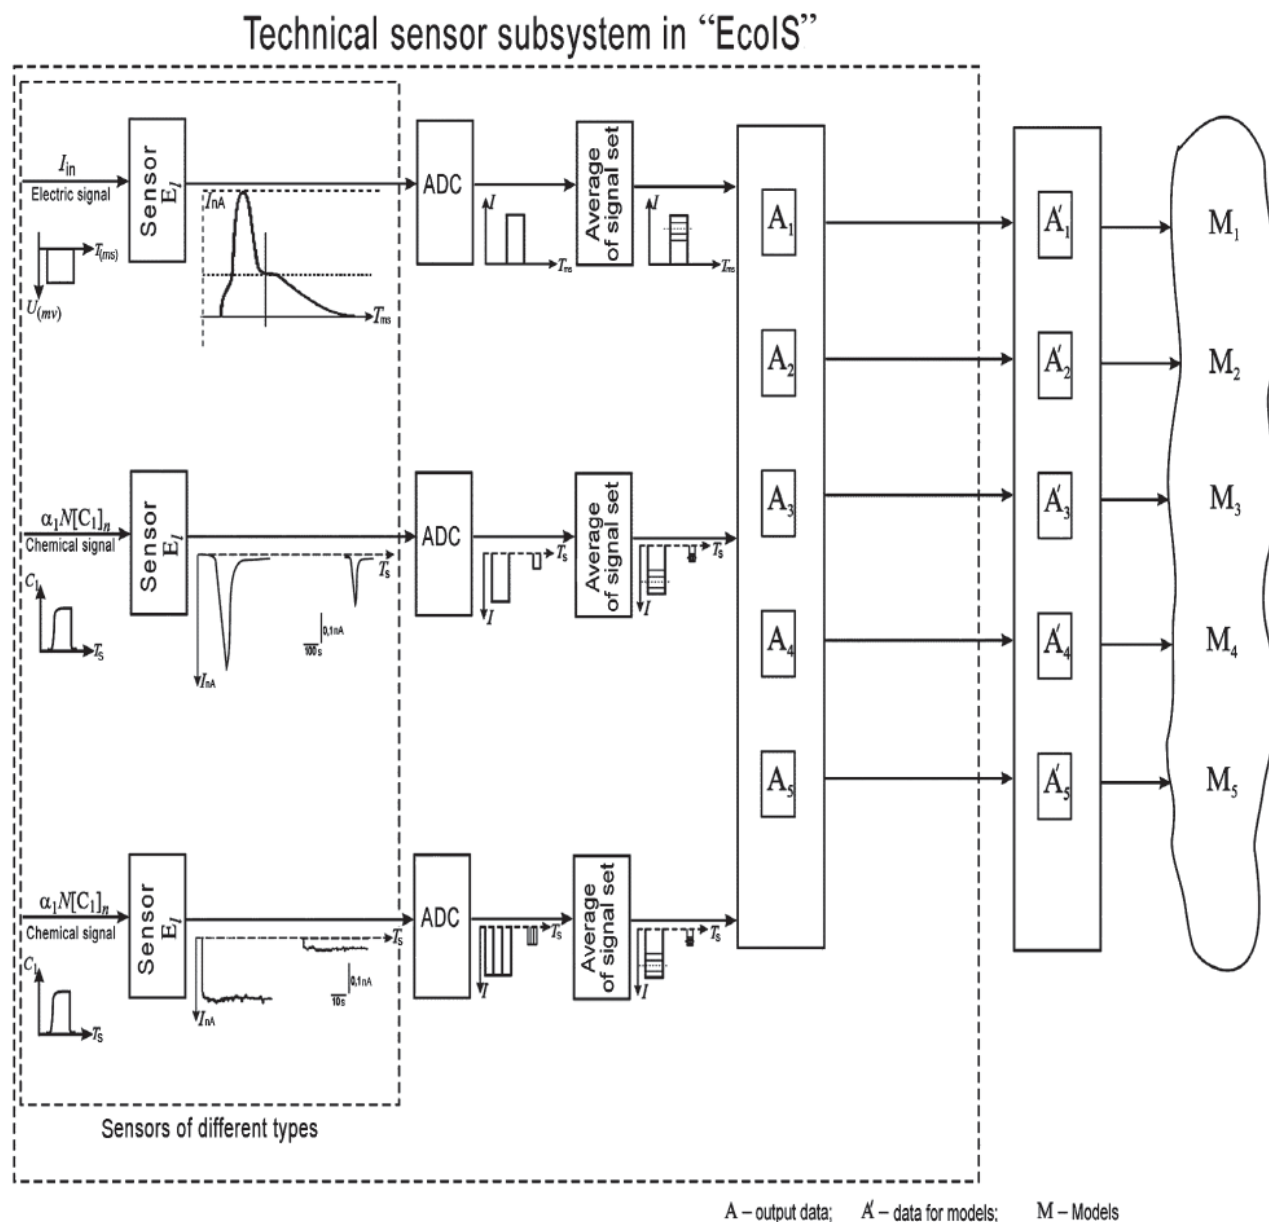 Technical sensor subsystem in “EcoIS”
I_in
Electric signal
T(ms)
U(mv)
Sensor E_l
I_nA
T_ms
ADC
I
T_ms
Average of signal set
I
T_ms
α₁N[C₁]ₙ
Chemical signal
C₁
T_s
Sensor E_l
T_s
0,1nA
100 s
I_nA
ADC
T_s
I
Average of signal set
T_s
I
α₁N[C₁]ₙ
Chemical signal
C₁
T_s
Sensor E_l
T_s
0,1nA
10s
I_nA
ADC
T_s
I
Average of signal set
T_s
I
A₁
A₂
A₃
A₄
A₅
A′₁
A′₂
A′₃
A′₄
A′₅
M₁
M₂
M₃
M₄
M₅
Sensors of different types
A – output data; A′ – data for models; M – Models